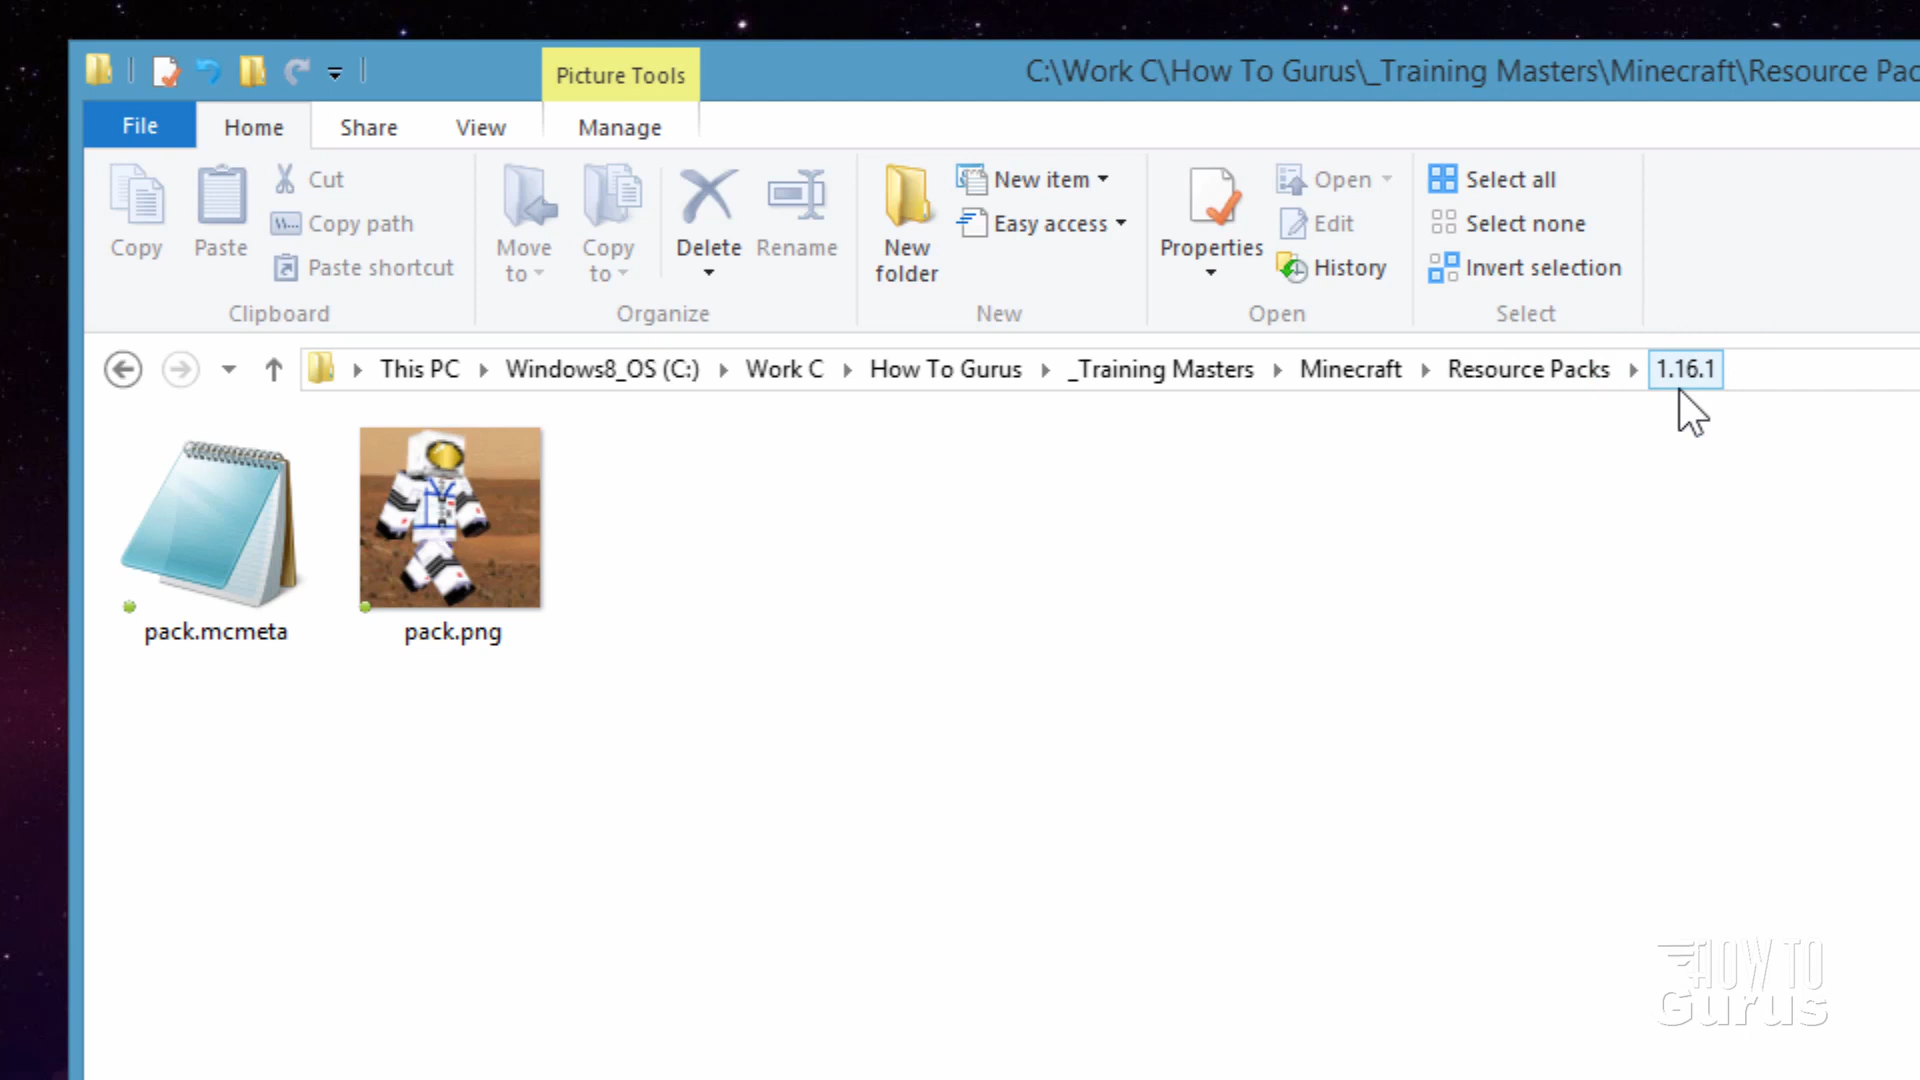 Picture Tools
C:\Work C\How To Gurus\_Training Masters\Minecraft\Resource Pac
File Home Share View Manage
Copy
Paste
Cut
Copy path
Paste shortcut
Clipboard
Move to
Copy to
Delete
Rename
Organize
New folder
New item
Easy access
New
Properties
Open
Edit
History
Open
Select all
Select none
Invert selection
Select
This PC Windows8_OS (C:) Work C How To Gurus _Training Masters Minecraft Resource Packs 1.16.1
pack.mcmeta
pack.png
HOW TO
Gurus